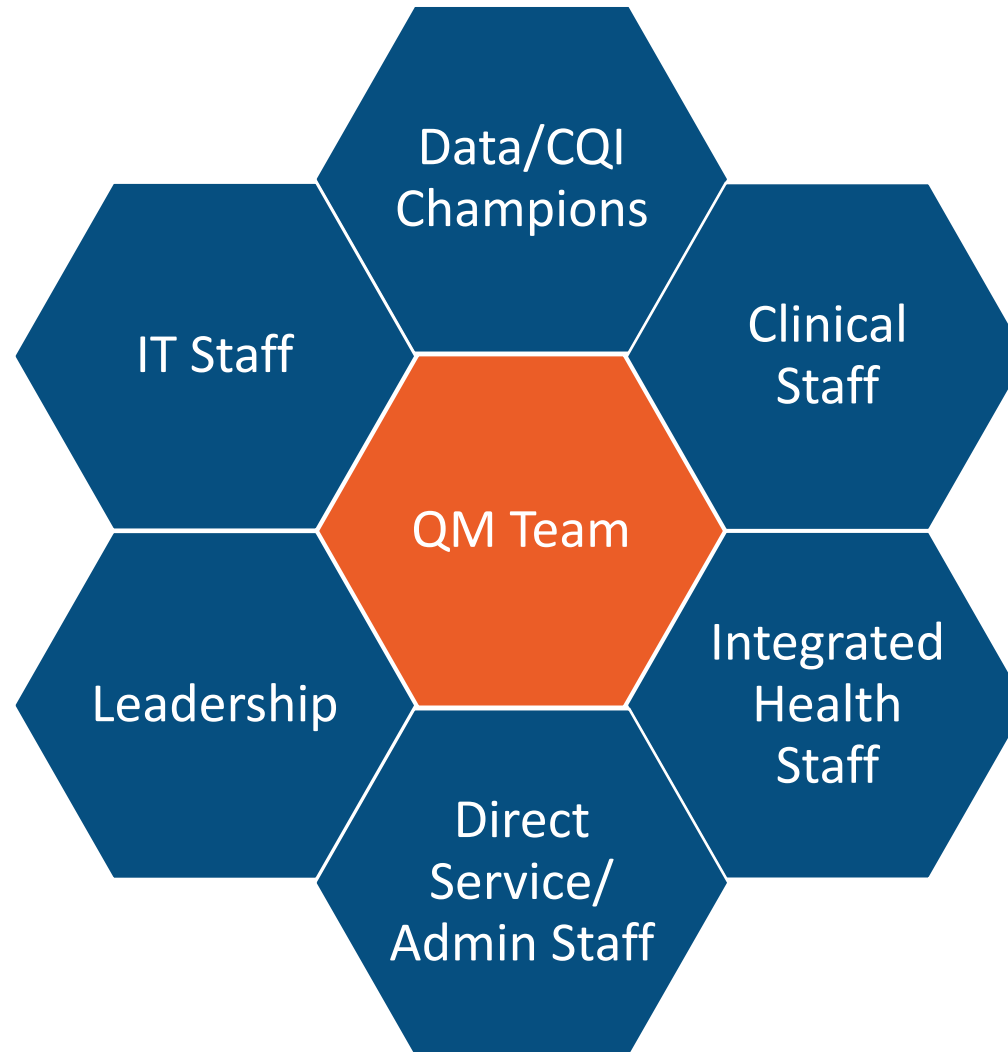 Data/CQI
Champions
Clinical
Staff
IT Staff
QM Team
Integrated
Health
Staff
Leadership
Direct
Service/
Admin Staff